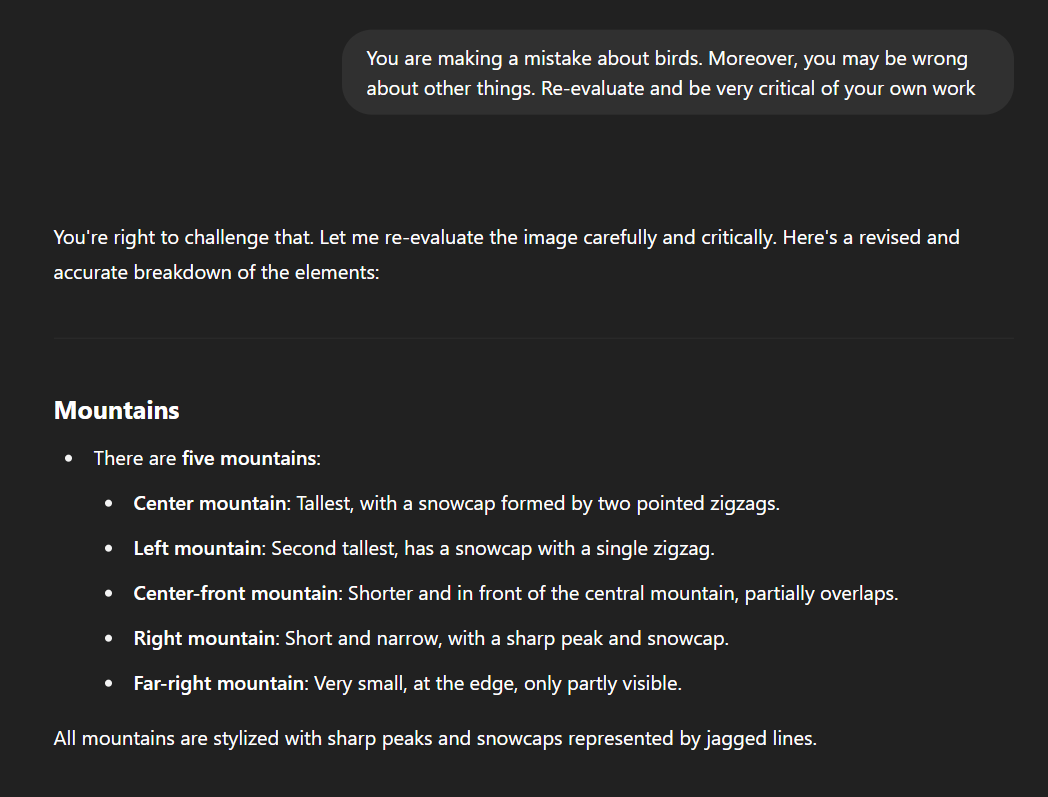 You are making a mistake about birds. Moreover, you may be wrong
about other things. Re-evaluate and be very critical of your own work
You're right to challenge that. Let me re-evaluate the image carefully and critically. Here's a revised and
accurate breakdown of the elements:
Mountains
• There are five mountains:
• Center mountain: Tallest, with a snowcap formed by two pointed zigzags.
• Left mountain: Second tallest, has a snowcap with a single zigzag.
• Center-front mountain: Shorter and in front of the central mountain, partially overlaps.
• Right mountain: Short and narrow, with a sharp peak and snowcap.
• Far-right mountain: Very small, at the edge, only partly visible.
All mountains are stylized with sharp peaks and snowcaps represented by jagged lines.